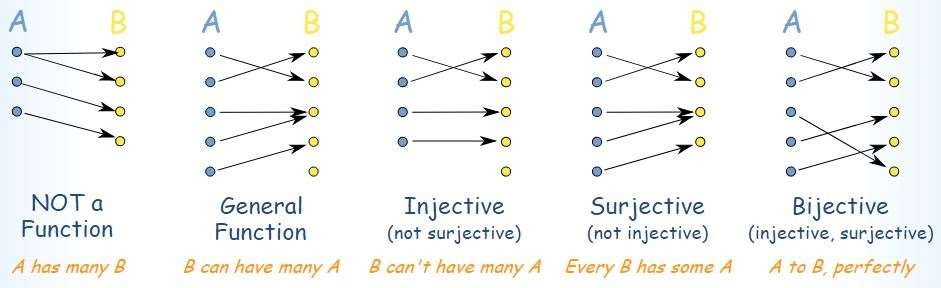 A B
NOT a
Function
A has many B
A B
General
Function
B can have many A
A B
Injective
(not surjective)
B can't have many A
A B
Surjective
(not injective)
Every B has some A
A B
Bijective
(injective, surjective)
A to B, perfectly